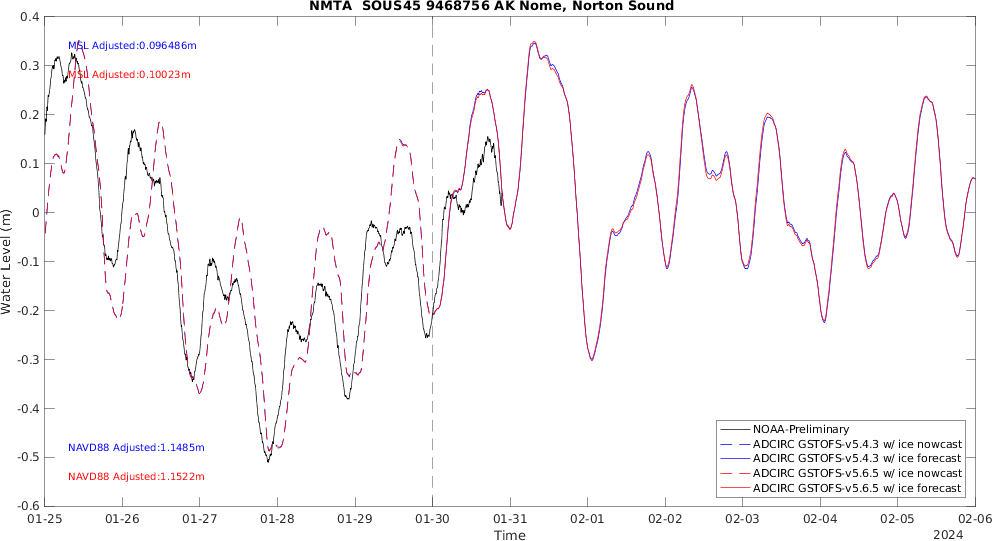 NMTA SOUS45 9468756 AK Nome, Norton Sound
0.4
0.3
0.2
0.1
0
-0.1
-0.2
-0.3
-0.4
-0.5
-0.6
Water Level (m)
MSL Adjusted:0.096486m
MSL Adjusted:0.10023m
NAVD88 Adjusted:1.1485m
NAVD88 Adjusted:1.1522m
NOAA-Preliminary
ADCIRC GSTOFS-v5.4.3 w/ ice nowcast
ADCIRC GSTOFS-v5.4.3 w/ ice forecast
ADCIRC GSTOFS-v5.6.5 w/ ice nowcast
ADCIRC GSTOFS-v5.6.5 w/ ice forecast
01-25 01-26 01-27 01-28 01-29 01-30 01-31 02-01 02-02 02-03 02-04 02-05 02-06
Time
2024